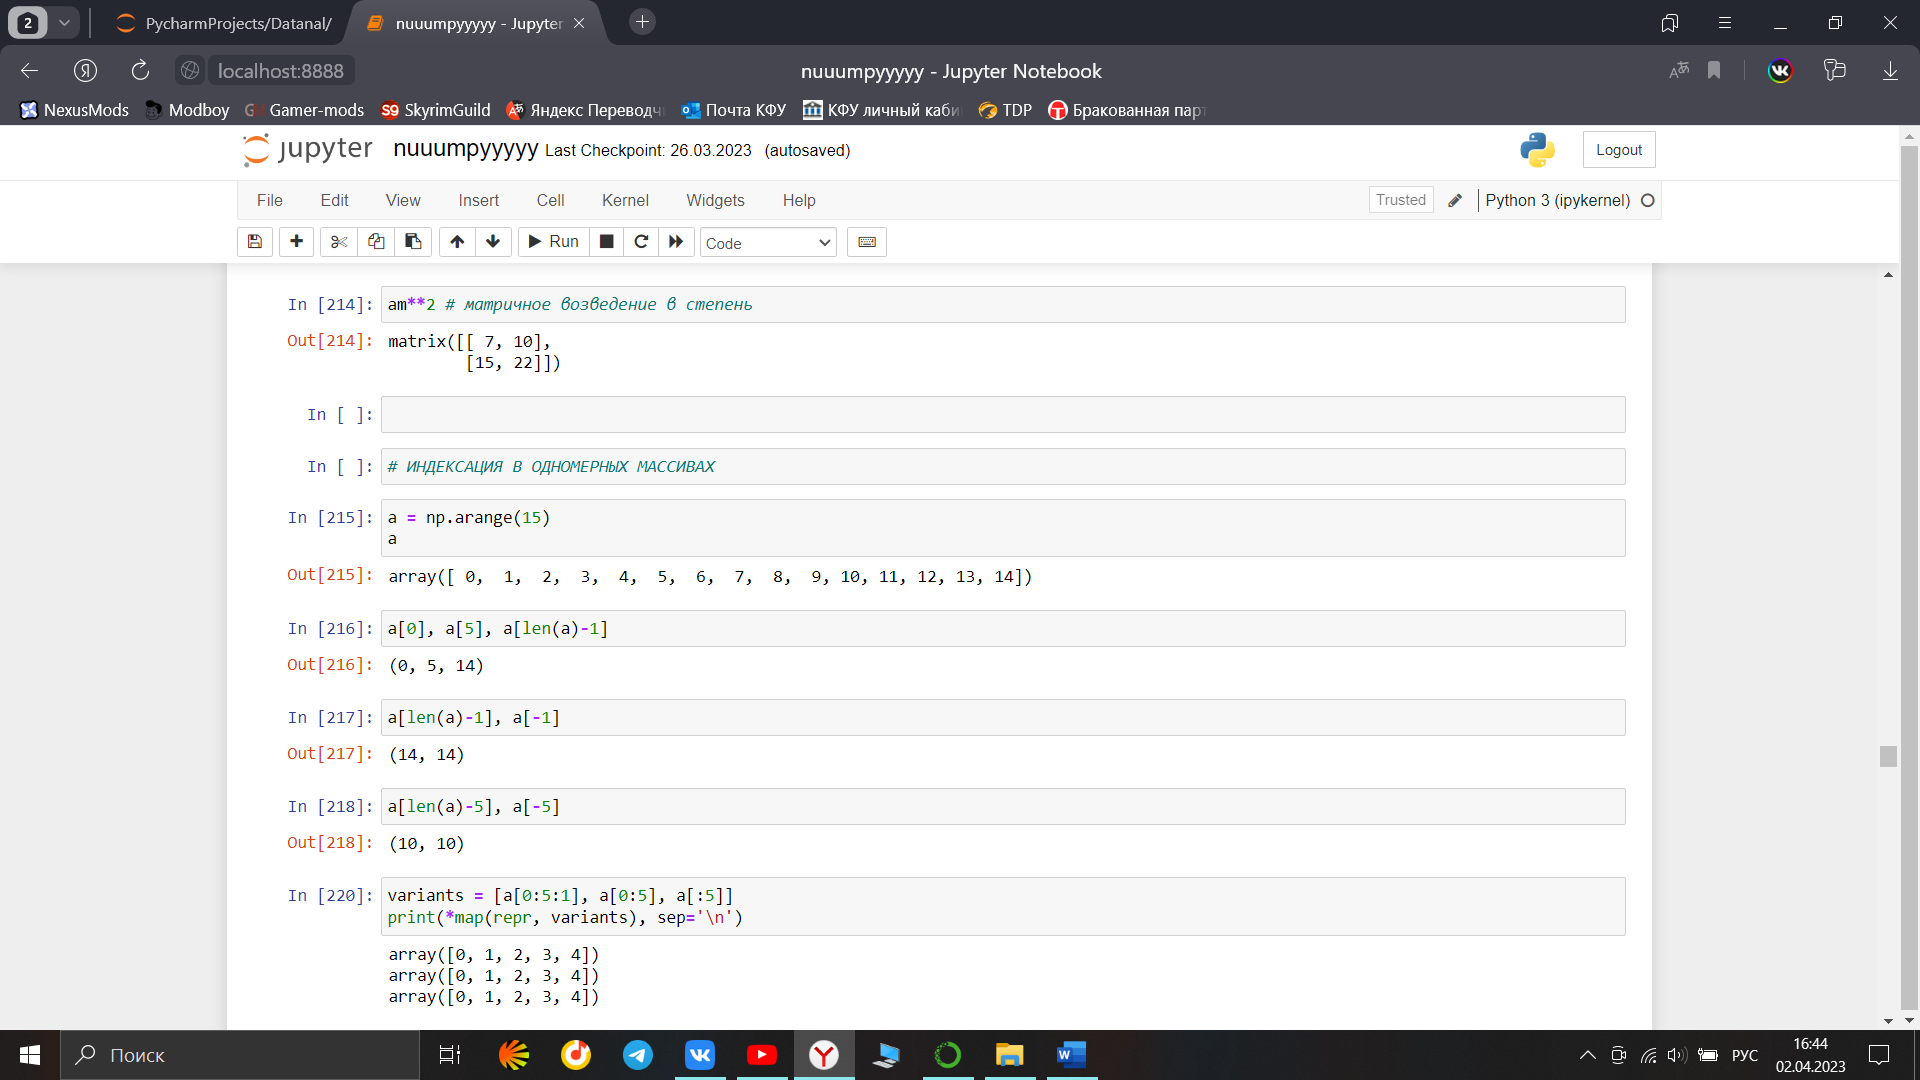 2
PycharmProjects/Datanal/
nuuumpyyyyy - Jupyter
localhost:8888
nuuumpyyyyy - Jupyter Notebook
NexusMods Modboy Gamer-mods SkyrimGuild Яндекс Переводчи Почта КФУ КФУ личный каби TDP Бракованная парт
jupyter nuuumpyyyyy Last Checkpoint: 26.03.2023 (autosaved) Logout
File Edit View Insert Cell Kernel Widgets Help Trusted Python 3 (ipykernel)
Run Code
In [214]: am**2 # матричное возведение в степень
Out[214]: matrix([[ 7, 10],
[15, 22]])
In [ ]:
In [ ]: # ИНДЕКСАЦИЯ В ОДНОМЕРНЫХ МАССИВАХ
In [215]: a = np.arange(15)
a
Out[215]: array([ 0, 1, 2, 3, 4, 5, 6, 7, 8, 9, 10, 11, 12, 13, 14])
In [216]: a[0], a[5], a[len(a)-1]
Out[216]: (0, 5, 14)
In [217]: a[len(a)-1], a[-1]
Out[217]: (14, 14)
In [218]: a[len(a)-5], a[-5]
Out[218]: (10, 10)
In [220]: variants = [a[0:5:1], a[0:5], a[:5]]
print(*map(repr, variants), sep='\n')
array([0, 1, 2, 3, 4])
array([0, 1, 2, 3, 4])
array([0, 1, 2, 3, 4])
Поиск
РУС
16:44
02.04.2023